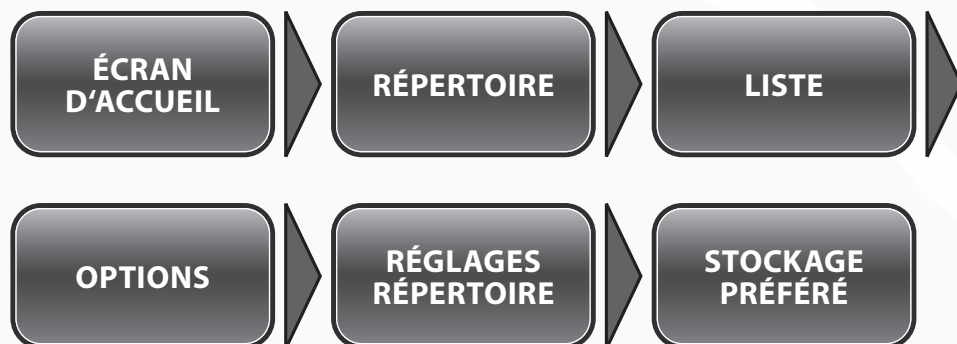 ÉCRAN
D‘ACCUEIL
RÉPERTOIRE
LISTE
OPTIONS
RÉGLAGES
RÉPERTOIRE
STOCKAGE
PRÉFÉRÉ